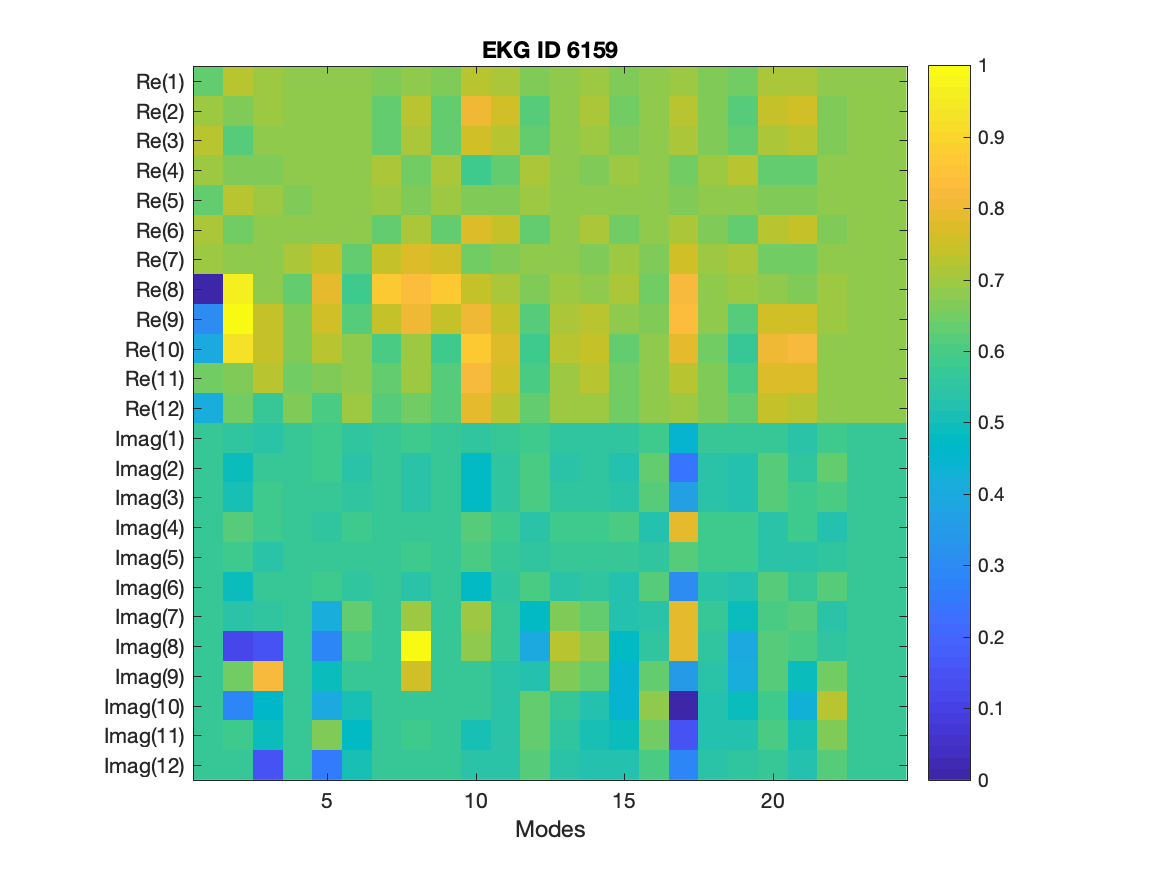 EKG ID 6159
Re(1)
Re(2)
Re(3)
Re(4)
Re(5)
Re(6)
Re(7)
Re(8)
Re(9)
Re(10)
Re(11)
Re(12)
Imag(1)
Imag(2)
Imag(3)
Imag(4)
Imag(5)
Imag(6)
Imag(7)
Imag(8)
Imag(9)
Imag(10)
Imag(11)
Imag(12)
5 10 15 20
Modes
1
0.9
0.8
0.7
0.6
0.5
0.4
0.3
0.2
0.1
0